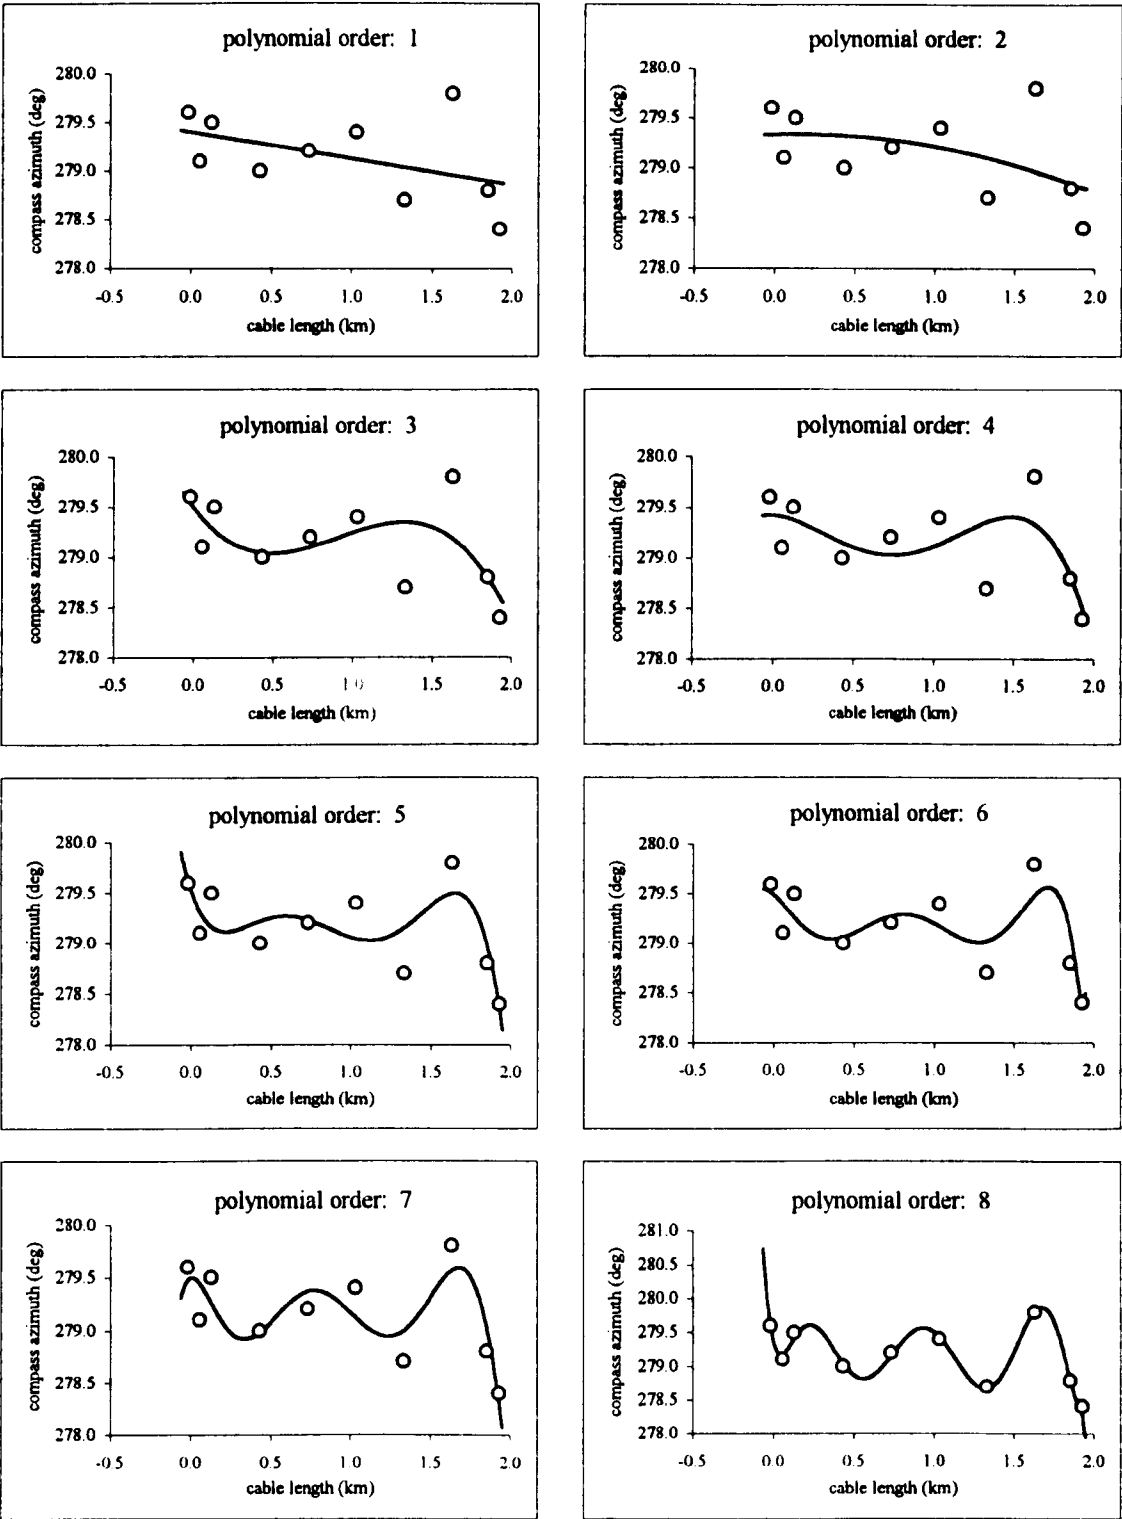 polynomial order: 1
compass azimuth (deg)
280.0
279.5
279.0
278.5
278.0
-0.5 0.0 0.5 1.0 1.5 2.0
cable length (km)
polynomial order: 2
compass azimuth (deg)
280.0
279.5
279.0
278.5
278.0
-0.5 0.0 0.5 1.0 1.5 2.0
cable length (km)
polynomial order: 3
compass azimuth (deg)
280.0
279.5
279.0
278.5
278.0
-0.5 0.0 0.5 1.0 1.5 2.0
cable length (km)
polynomial order: 4
compass azimuth (deg)
280.0
279.5
279.0
278.5
278.0
-0.5 0.0 0.5 1.0 1.5 2.0
cable length (km)
polynomial order: 5
compass azimuth (deg)
280.0
279.5
279.0
278.5
278.0
-0.5 0.0 0.5 1.0 1.5 2.0
cable length (km)
polynomial order: 6
compass azimuth (deg)
280.0
279.5
279.0
278.5
278.0
-0.5 0.0 0.5 1.0 1.5 2.0
cable length (km)
polynomial order: 7
compass azimuth (deg)
280.0
279.5
279.0
278.5
278.0
-0.5 0.0 0.5 1.0 1.5 2.0
cable length (km)
polynomial order: 8
compass azimuth (deg)
281.0
280.5
280.0
279.5
279.0
278.5
278.0
-0.5 0.0 0.5 1.0 1.5 2.0
cable length (km)